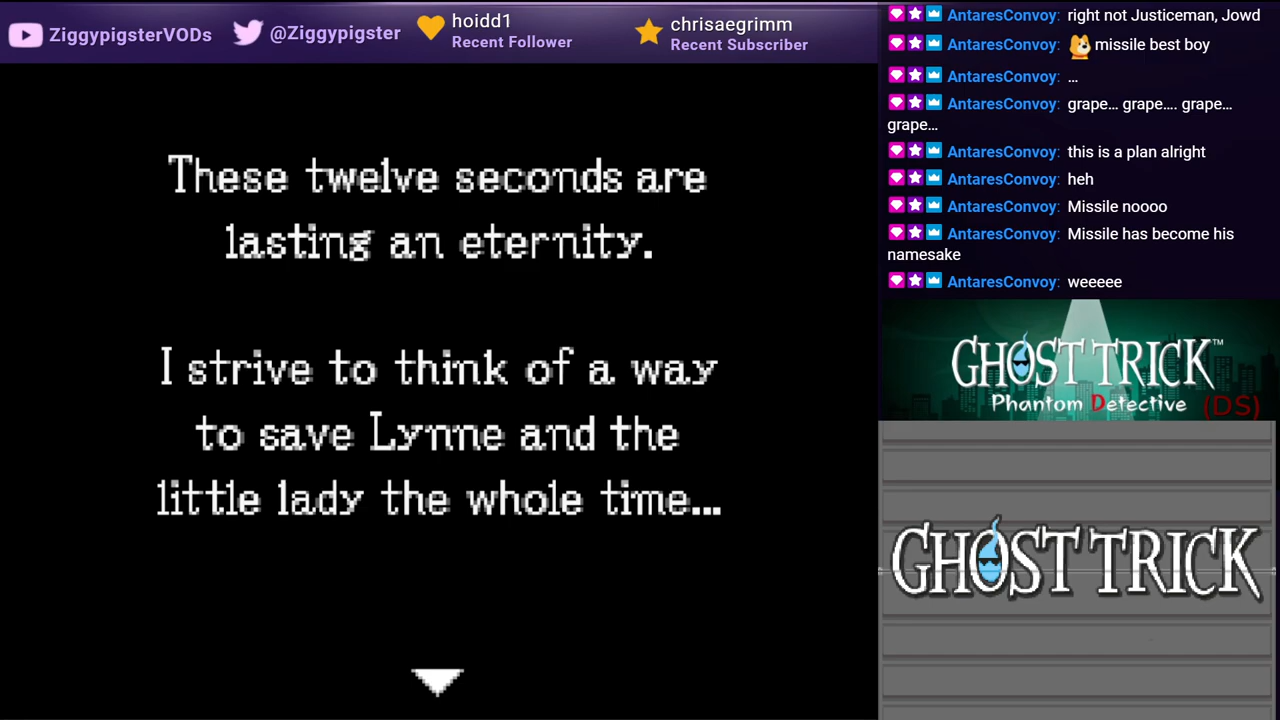 ZiggypigsterVODs
@Ziggypigster
hoidd1
Recent Follower
chrisaegrimm
Recent Subscriber
These twelve seconds are
lasting an eternity.
I strive to think of a way
to save Lynne and the
little lady the whole time...
AntaresConvoy: right not Justiceman, Jowd
AntaresConvoy: missile best boy
AntaresConvoy: …
AntaresConvoy: grape… grape…. grape…
grape…
AntaresConvoy: this is a plan alright
AntaresConvoy: heh
AntaresConvoy: Missile noooo
AntaresConvoy: Missile has become his
namesake
AntaresConvoy: weeeee
GHOST TRICK™
Phantom Detective (DS)
GHOST TRICK